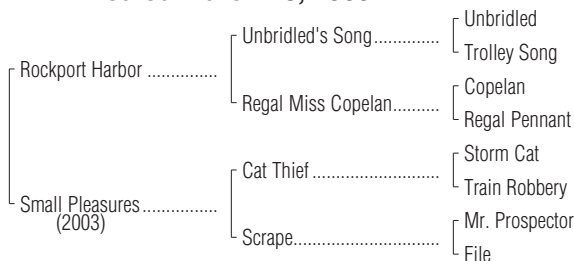 Unbridled
Unbridled's Song..............
Trolley Song
Rockport Harbor ...............
Copelan
Regal Miss Copelan..........
Regal Pennant
Storm Cat
Cat Thief ...........................
Train Robbery
Small Pleasures................
(2003)
Mr. Prospector
Scrape...............................
File